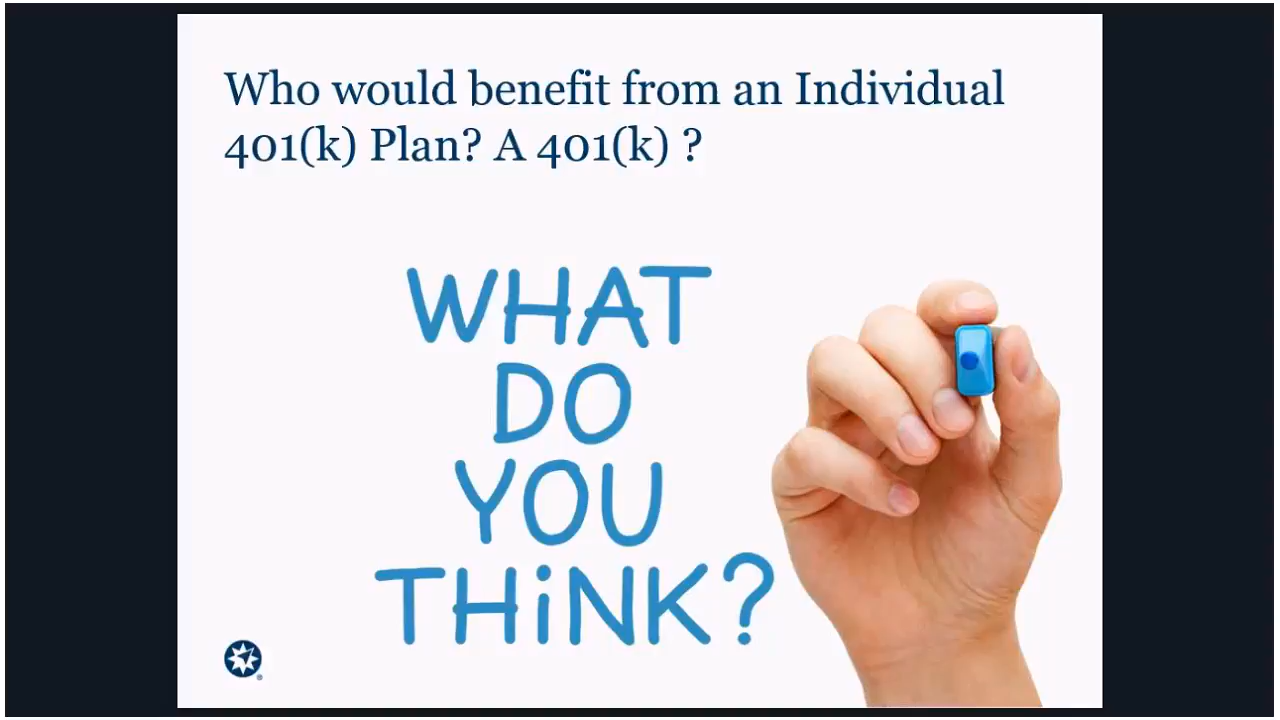 Who would benefit from an Individual
401(k) Plan? A 401(k) ?
WHAT
DO
YOU
THiNK?
®